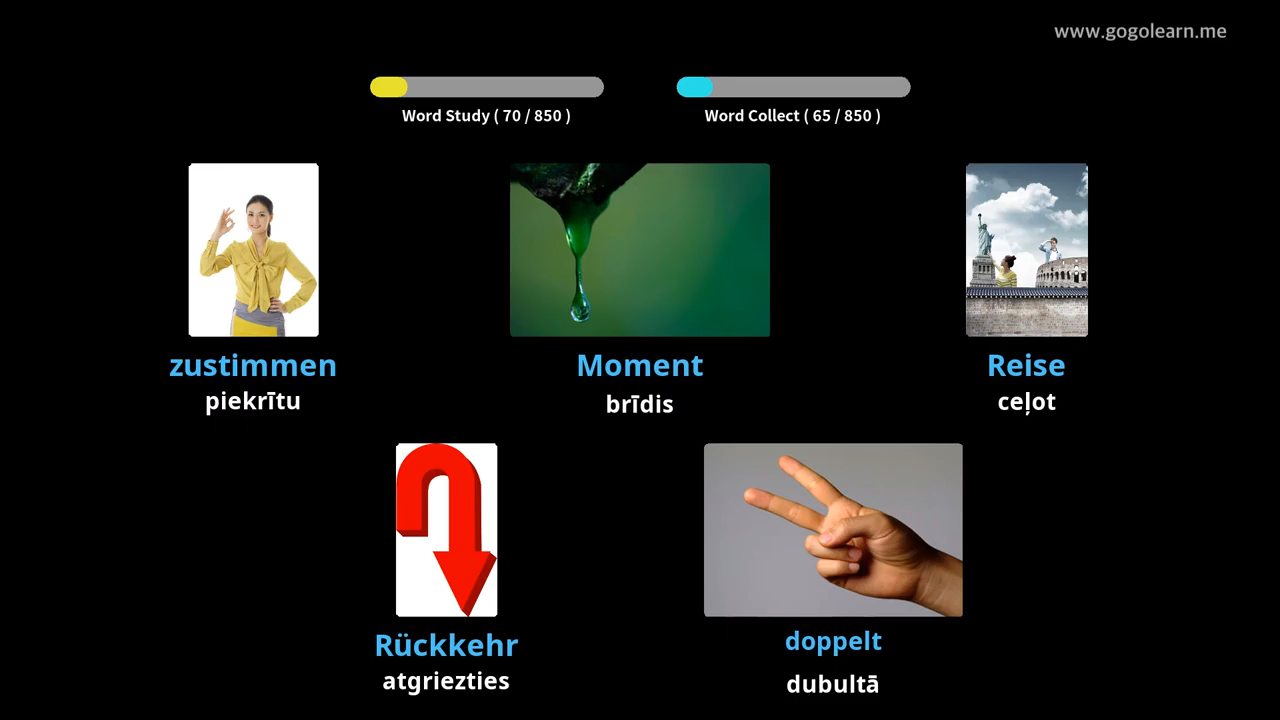 www.gogolearn.me
Word Study ( 70 / 850 )
Word Collect ( 65 / 850 )
zustimmen
piekrītu
Moment
brīdis
Reise
ceļot
Rückkehr
atgriezties
doppelt
dubultā